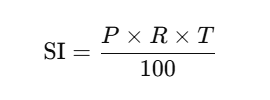 SI = P × R × T / 100